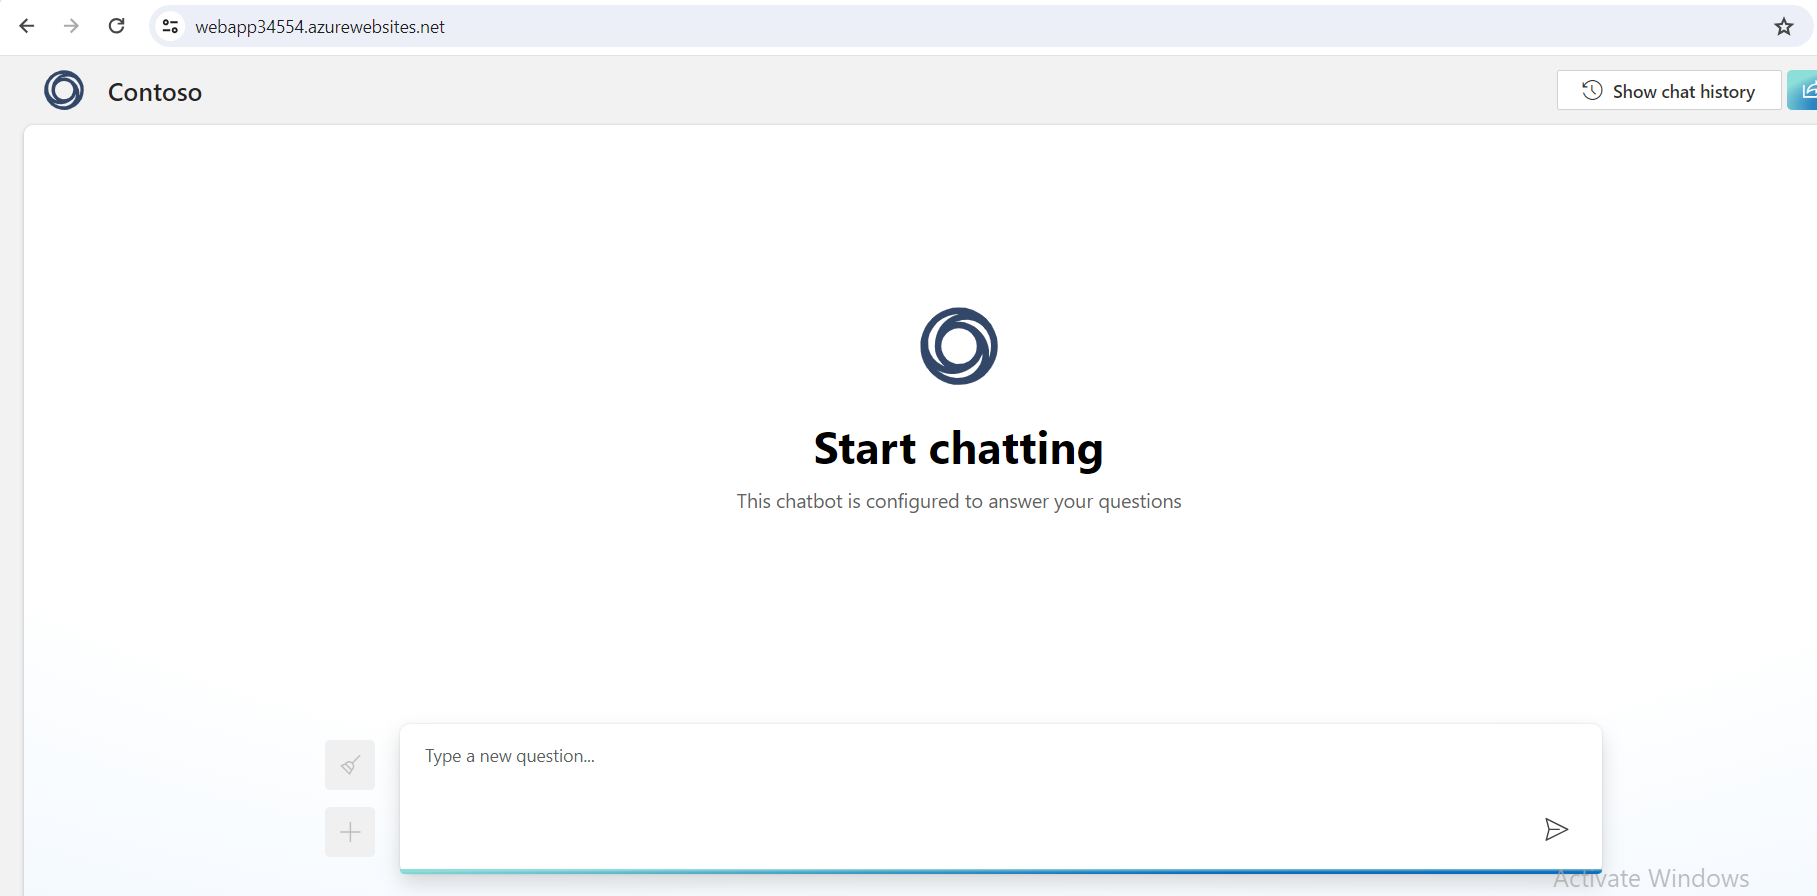 webapp34554.azurewebsites.net
Contoso
Show chat history
Start chatting
This chatbot is configured to answer your questions
Type a new question...
Activate Windows